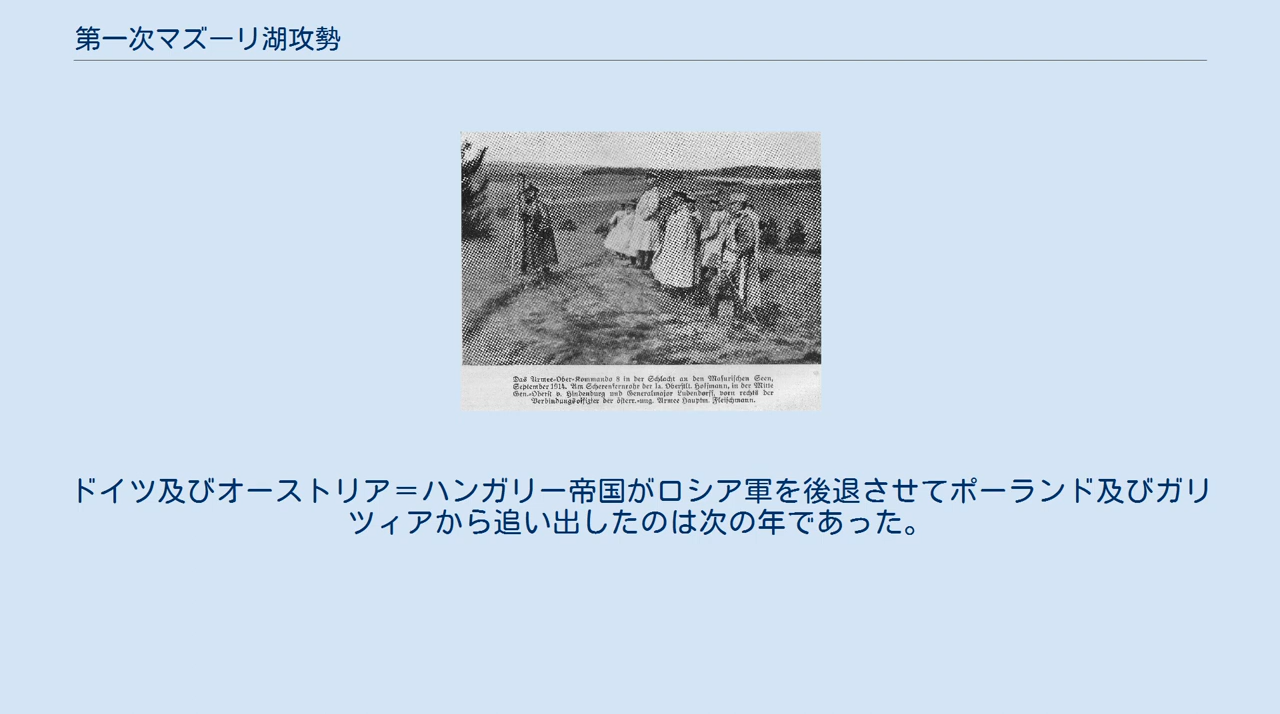 第一次マズーリ湖攻勢
Das Armee-Ober-Kommando 8 in der Schlacht an den Masurischen Seen,
September 1914. Am Scherenfernrohr der Ia. Oberstlt. Hoffmann, in der Mitte
Gen.-Oberst v. Hindenburg und Generalmajor Ludendorff, vorn rechts der
Verbindungsoffizier der österr.-ung. Armee Hauptm. Fleischmann.
ドイツ及びオーストリア＝ハンガリー帝国がロシア軍を後退させてポーランド及びガリ
ツィアから追い出したのは次の年であった。